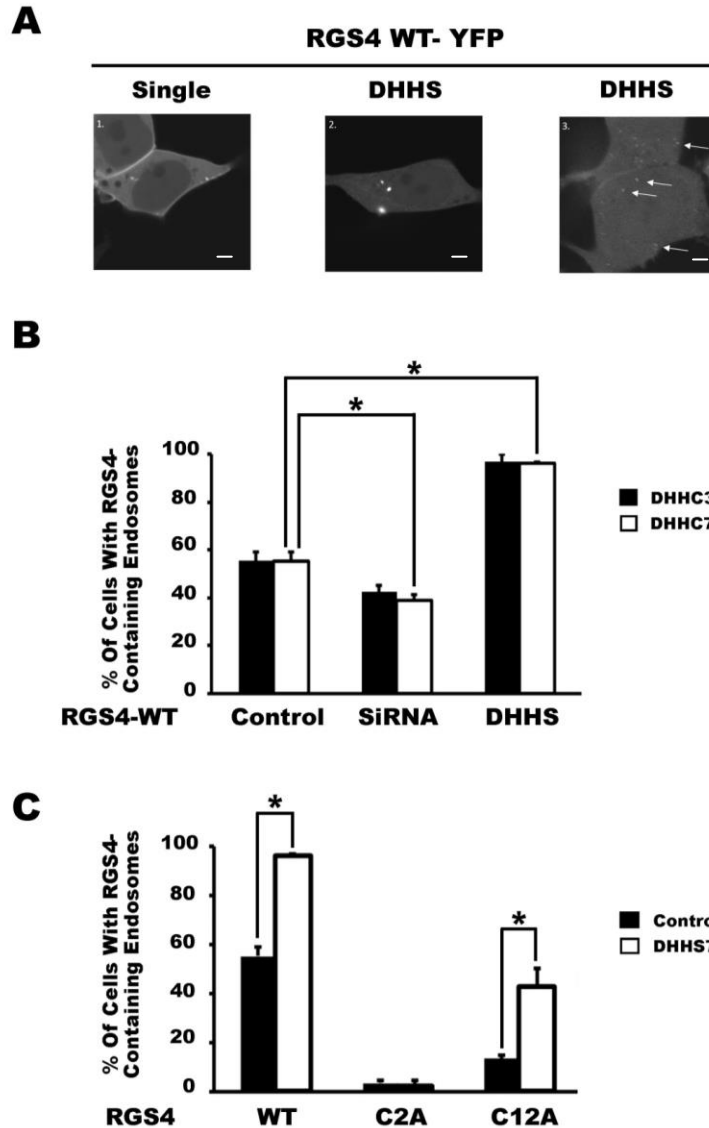 A
RGS4 WT- YFP
Single DHHS DHHS
1. 2. 3.
B
* 
*
% Of Cells With RGS4-
Containing Endosomes
100
80
60
40
20
0
DHHC3
DHHC7
RGS4-WT Control SiRNA DHHS
C
* 
*
% Of Cells With RGS4-
Containing Endosomes
100
80
60
40
20
0
Contro
DHHS7
RGS4 WT C2A C12A